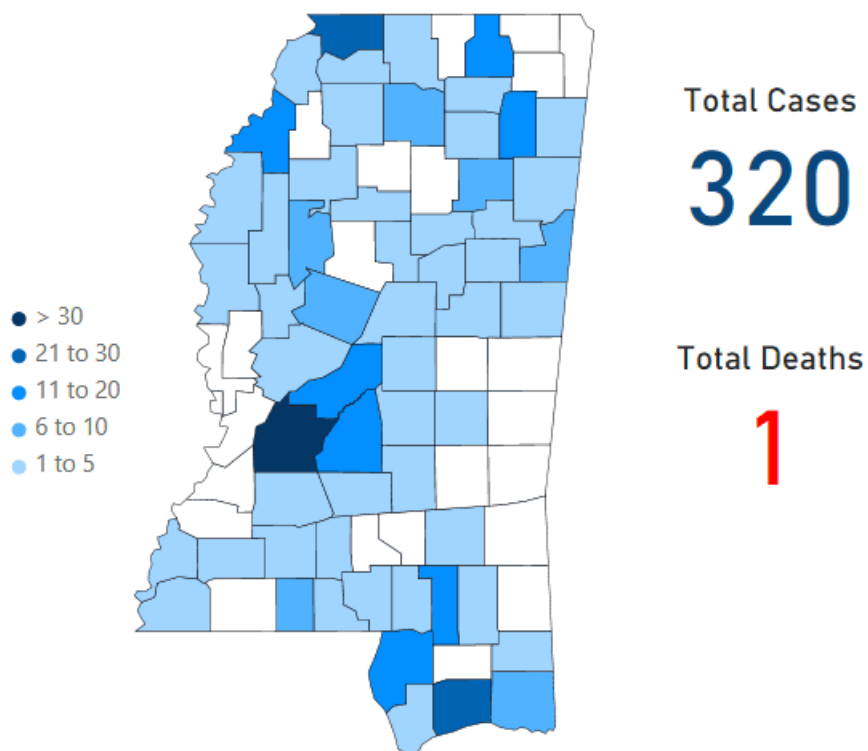 Total Cases
320
> 30
21 to 30
11 to 20
6 to 10
1 to 5
Total Deaths
1